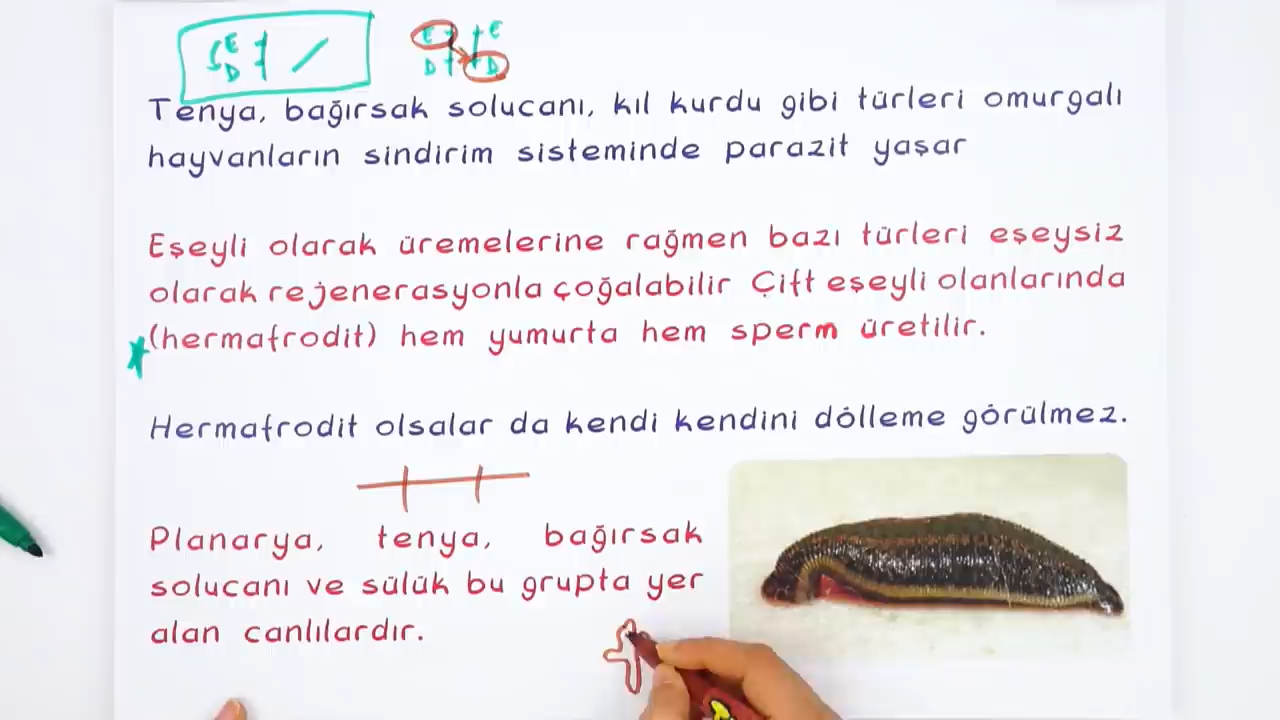 E E E
D D D
Tenya, bağırsak solucanı, kıl kurdu gibi türleri omurgalı
hayvanların sindirim sisteminde parazit yaşar
Eşeyli olarak üremelerine rağmen bazı türleri eşeysiz
olarak rejenerasyonla çoğalabilir Çift eşeyli olanlarında
(hermafrodit) hem yumurta hem sperm üretilir.
Hermafrodit olsalar da kendi kendini dölleme görülmez.
Planarya, tenya, bağırsak
solucanı ve sülük bu grupta yer
alan canlılardır.